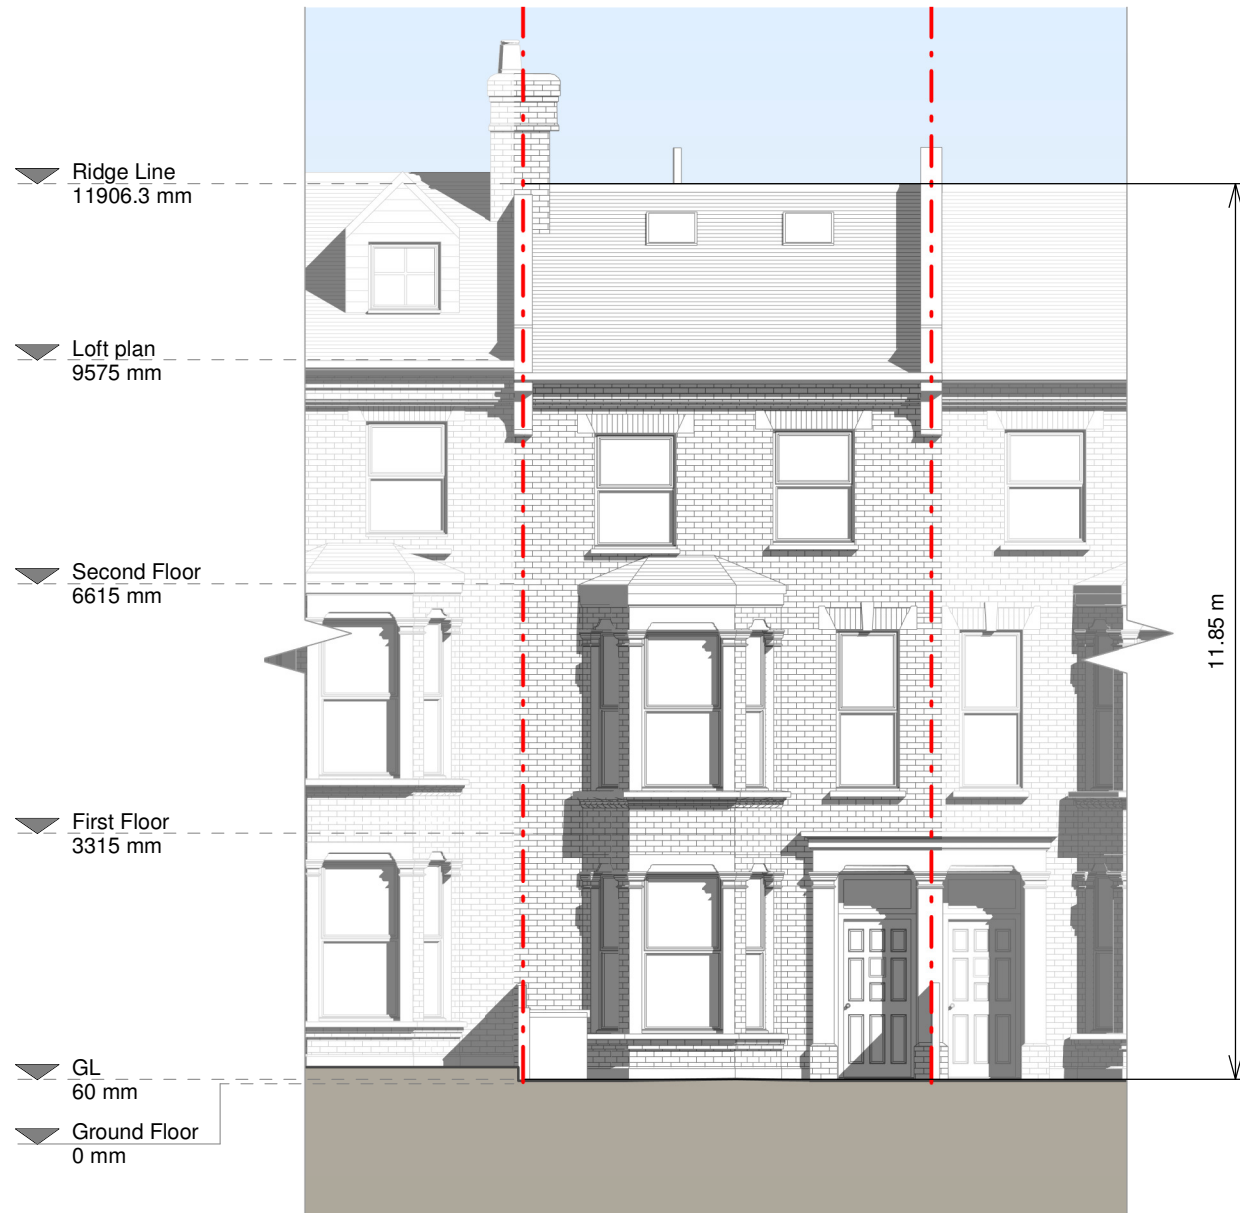 Ridge Line
11906.3 mm
Loft plan
9575 mm
Second Floor
6615 mm
11.85 m
First Floor
3315 mm
GL
60 mm
Ground Floor
0 mm